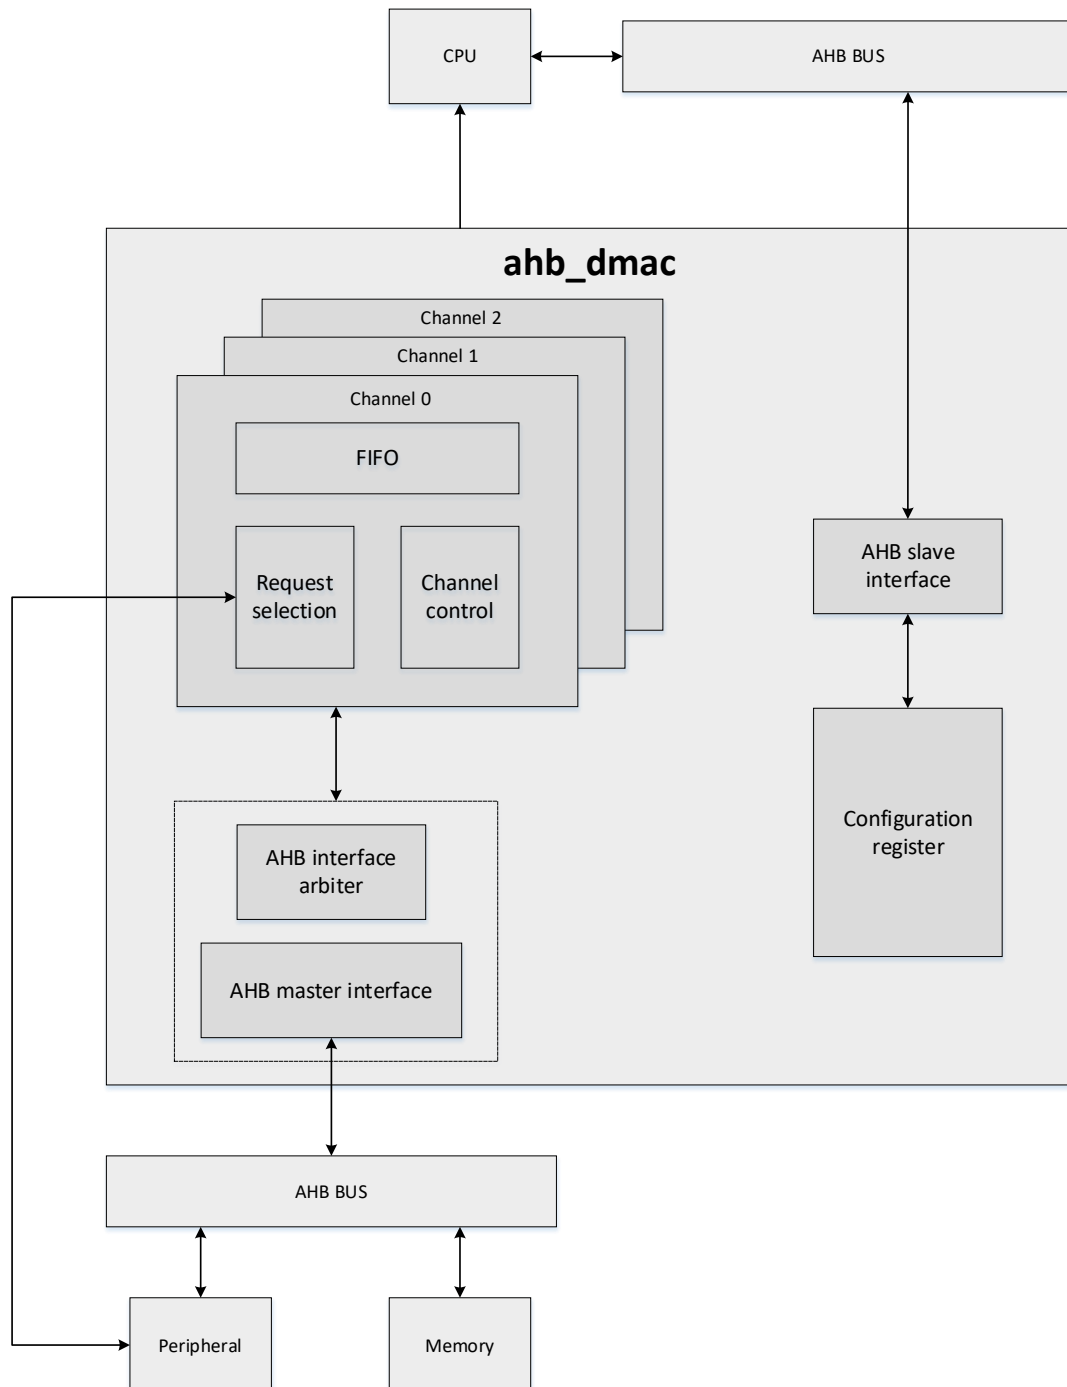 CPU
AHB BUS
ahb_dmac
Channel 2
Channel 1
Channel 0
FIFO
Request
selection
Channel
control
AHB slave
interface
AHB interface
arbiter
AHB master interface
Configuration
register
AHB BUS
Peripheral
Memory